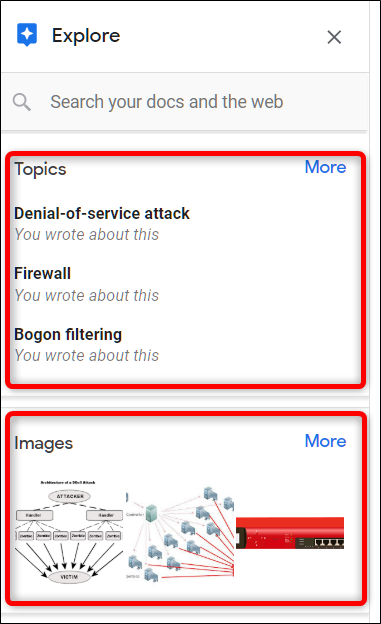 Explore
Search your docs and the web
Topics More
Denial-of-service attack
You wrote about this
Firewall
You wrote about this
Bogon filtering
You wrote about this
Images More
Architecture of a DDoS Attack
ATTACKER
Handler Handler
Zombie Zombie Zombie Zombie Zombie Zombie
VICTIM